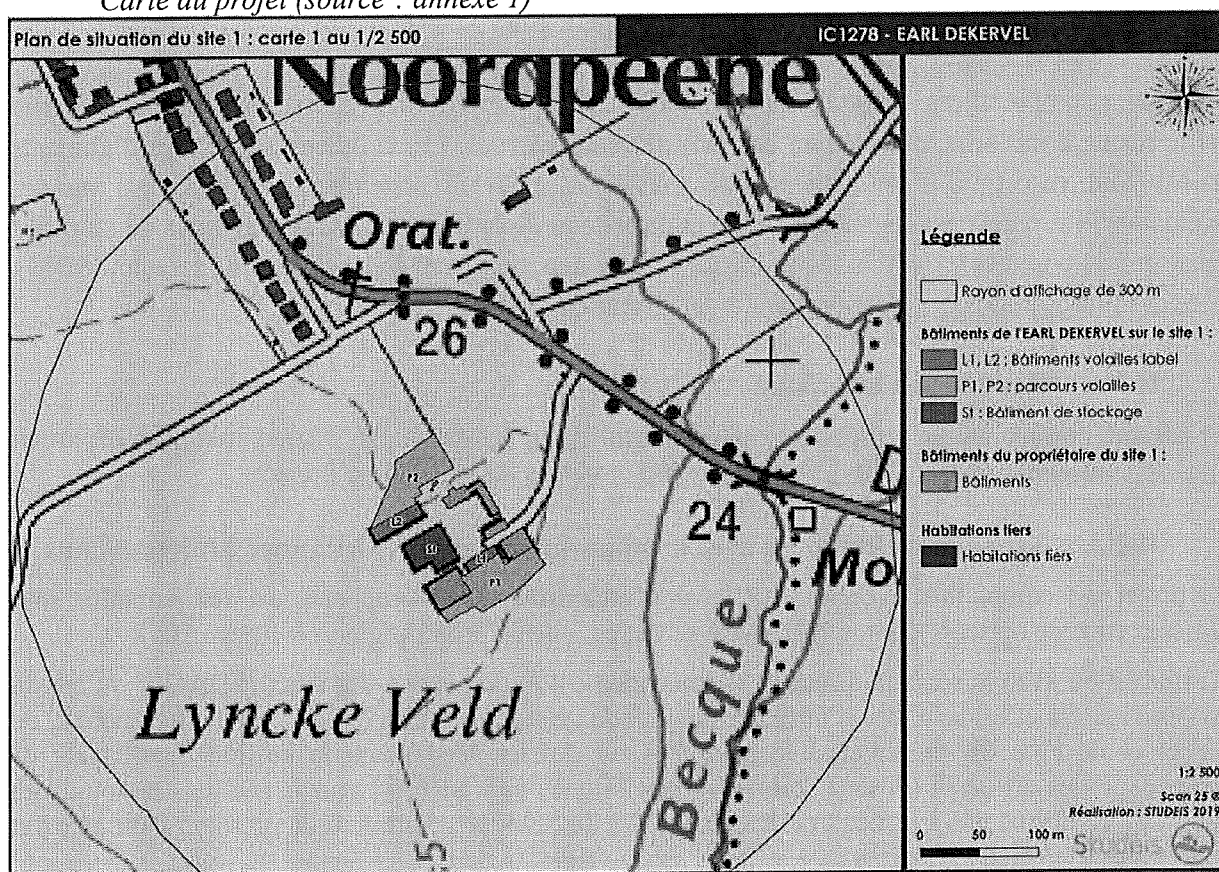 Carte du projet (source : annexe 1)
Plan de situation du site 1 : carte 1 au 1/2 500
IC1278 - EARL DEKERVEL
Noordpeene
Orat.
26
P2
L2
St
L1
P1
24
Mo
Becque
Lyncke Veld
Légende
Rayon d'affichage de 300 m
Bâtiments de l'EARL DEKERVEL sur le site 1 :
L1, L2 : Bâtiments volailles label
P1, P2 : parcours volailles
St : Bâtiment de stockage
Bâtiments du propriétaire du site 1 :
Bâtiments
Habitations tiers
Habitations tiers
1:2 500
Scan 25 ®
Réalisation : STUDEIS 2019
0 50 100 m
Studeis